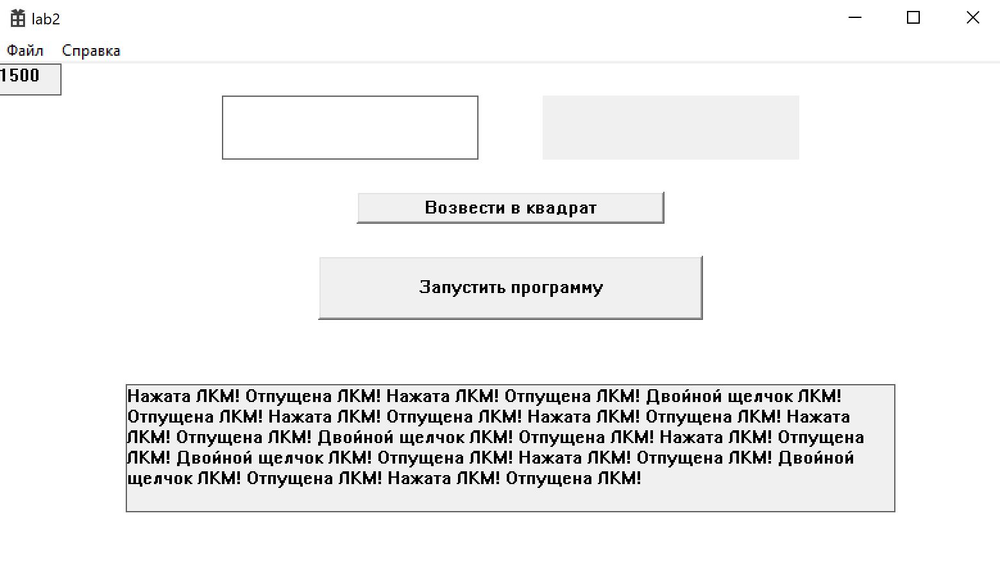 lab2
Файл Справка
1500
Возвести в квадрат
Запустить программу
Нажата ЛКМ! Отпущена ЛКМ! Нажата ЛКМ! Отпущена ЛКМ! Двойной щелчок ЛКМ!
Отпущена ЛКМ! Нажата ЛКМ! Отпущена ЛКМ! Нажата ЛКМ! Отпущена ЛКМ! Нажата
ЛКМ! Отпущена ЛКМ! Двойной щелчок ЛКМ! Отпущена ЛКМ! Нажата ЛКМ! Отпущена
ЛКМ! Двойной щелчок ЛКМ! Отпущена ЛКМ! Нажата ЛКМ! Отпущена ЛКМ! Двойной
щелчок ЛКМ! Отпущена ЛКМ! Нажата ЛКМ! Отпущена ЛКМ!